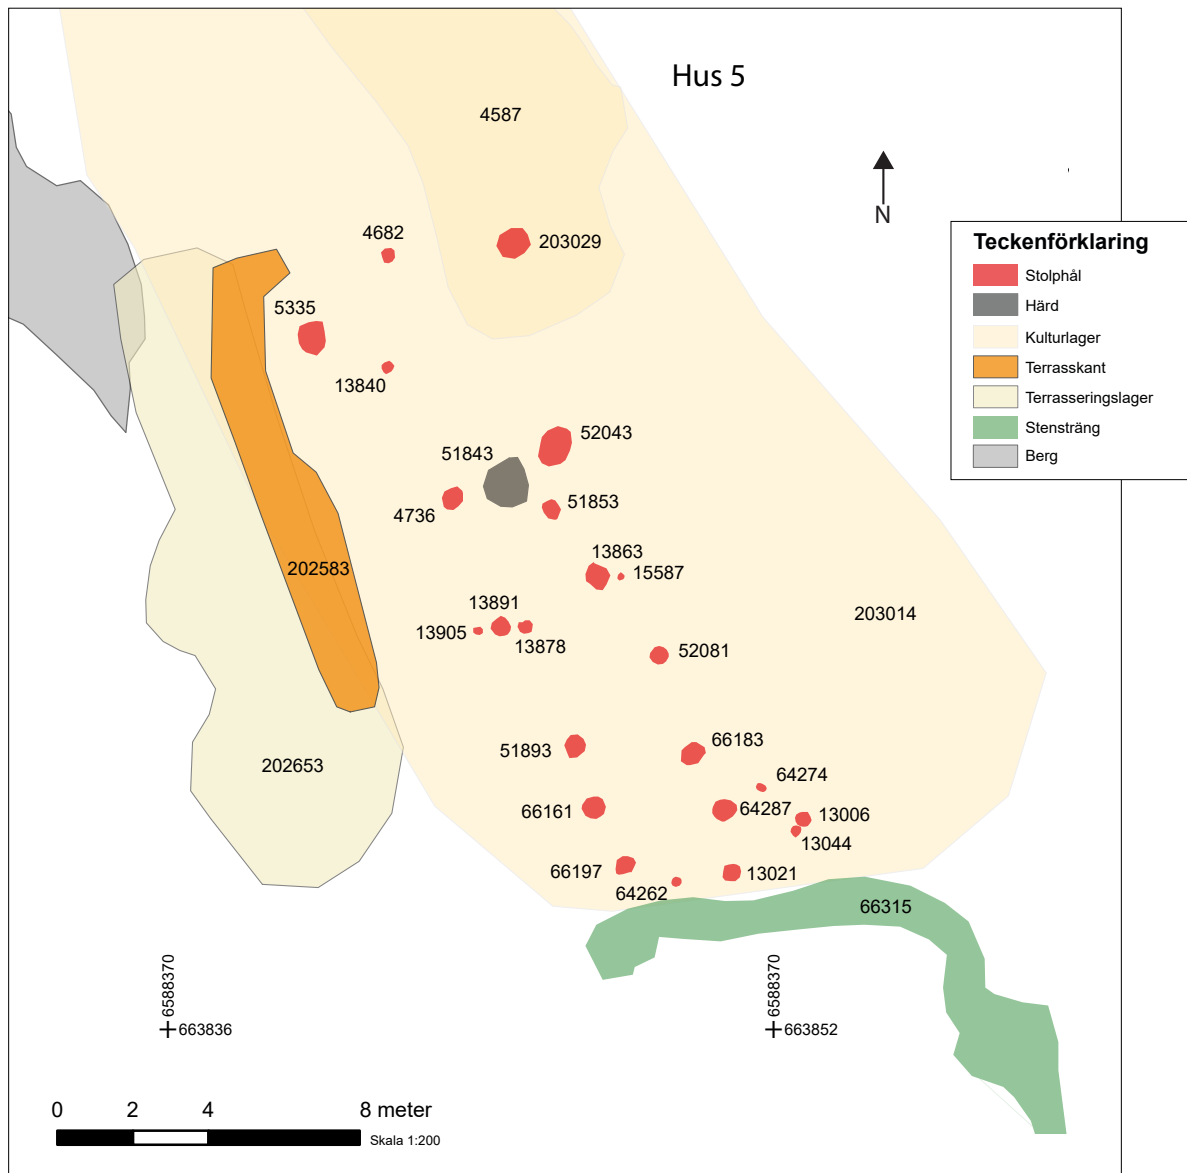 Hus 5
4587
N
4682
203029
5335
13840
Teckenförklaring
Stolphål
Härd
Kulturlager
Terrasskant
Terrasseringslager
Stensträng
Berg
52043
51843
4736
51853
13863
15587
202583
13891
13905
13878
203014
52081
51893
66183
202653
64274
66161
64287
13006
13044
66197
64262
13021
66315
6588370
663836
6588370
663852
0 2 4 8 meter
Skala 1:200